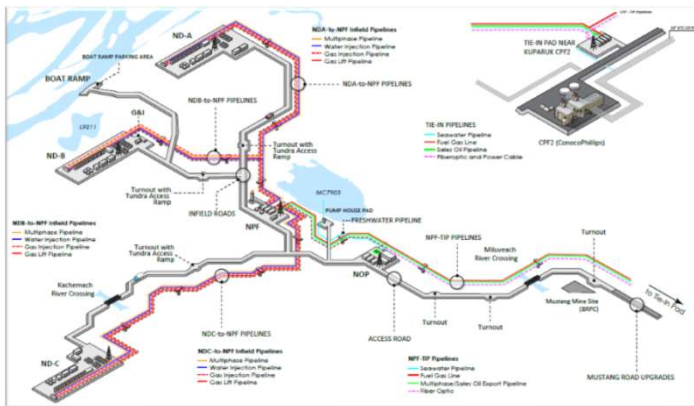 ND-A
BOAT RAMP PARKING AREA
BOAT RAMP
G&I
ND-B
NDA-to-NPF Infield Pipelines
Multiphase Pipeline
Water Injection Pipeline
Gas Injection Pipeline
Gas Lift Pipeline
NDA-to-NPF PIPELINES
NDB-to-NPF PIPELINES
Turnout with
Tundra Access
Ramp
Turnout with
Tundra Access
Ramp
INFIELD ROADS
TIE-IN PAD NEAR
KUPARUK CPF2
TIE-IN PIPELINES
Seawater Pipeline
Fuel Gas Line
Sales Oil Pipeline
Fiberoptic and Power Cable
CPF2 (ConocoPhillips)
MC7903
PUMP HOUSE PAD
FRESHWATER PIPELINE
NPF
NDB-to-NPF Infield Pipelines
Multiphase Pipeline
Water Injection Pipeline
Gas Injection Pipeline
Gas Lift Pipeline
Turnout with
Tundra Access
Ramp
Kachemach
River Crossing
NPF-TIP PIPELINES
Miluveach
River Crossing
Turnout
NOP
to Tie-In Pad
Mustang Mine Site
(BRPC)
Turnout
Turnout
ACCESS ROAD
NDC-to-NPF PIPELINES
ND-C
NDC-to-NPF Infield Pipelines
Multiphase Pipeline
Water Injection Pipeline
Gas Injection Pipeline
Gas Lift Pipeline
NPF-TIP Pipelines
Seawater Pipeline
Fuel Gas Line
Multiphase/Sales Oil Export Pipeline
Fiber Optic
MUSTANG ROAD UPGRADES